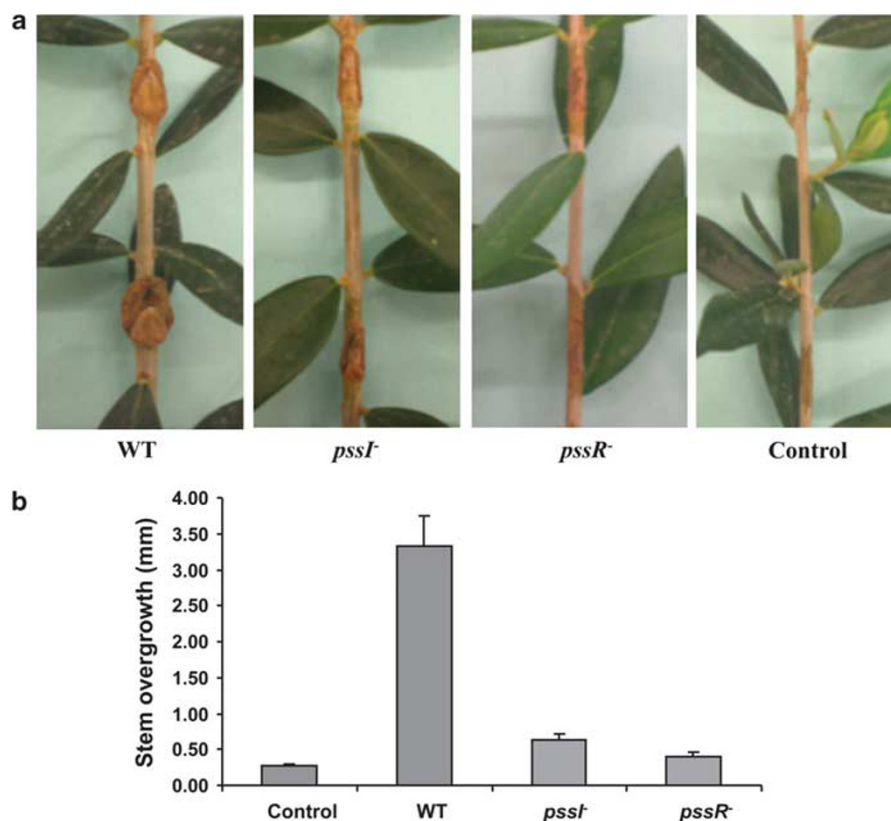 a
WT pssI- pssR- Control
b
Stem overgrowth (mm)
4.00
3.50
3.00
2.50
2.00
1.50
1.00
0.50
0.00
Control WT pssI- pssR-